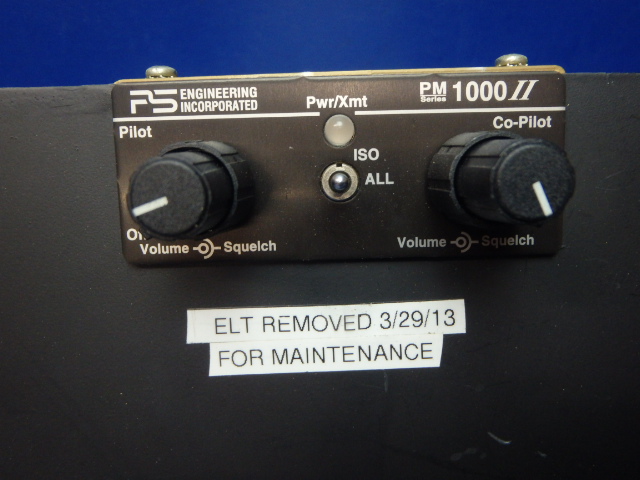 PS ENGINEERING INCORPORATED
Pwr/Xmt
PM Series 1000 II
Pilot
Co-Pilot
ISO
ALL
Volume Squelch
Volume Squelch
ELT REMOVED 3/29/13
FOR MAINTENANCE